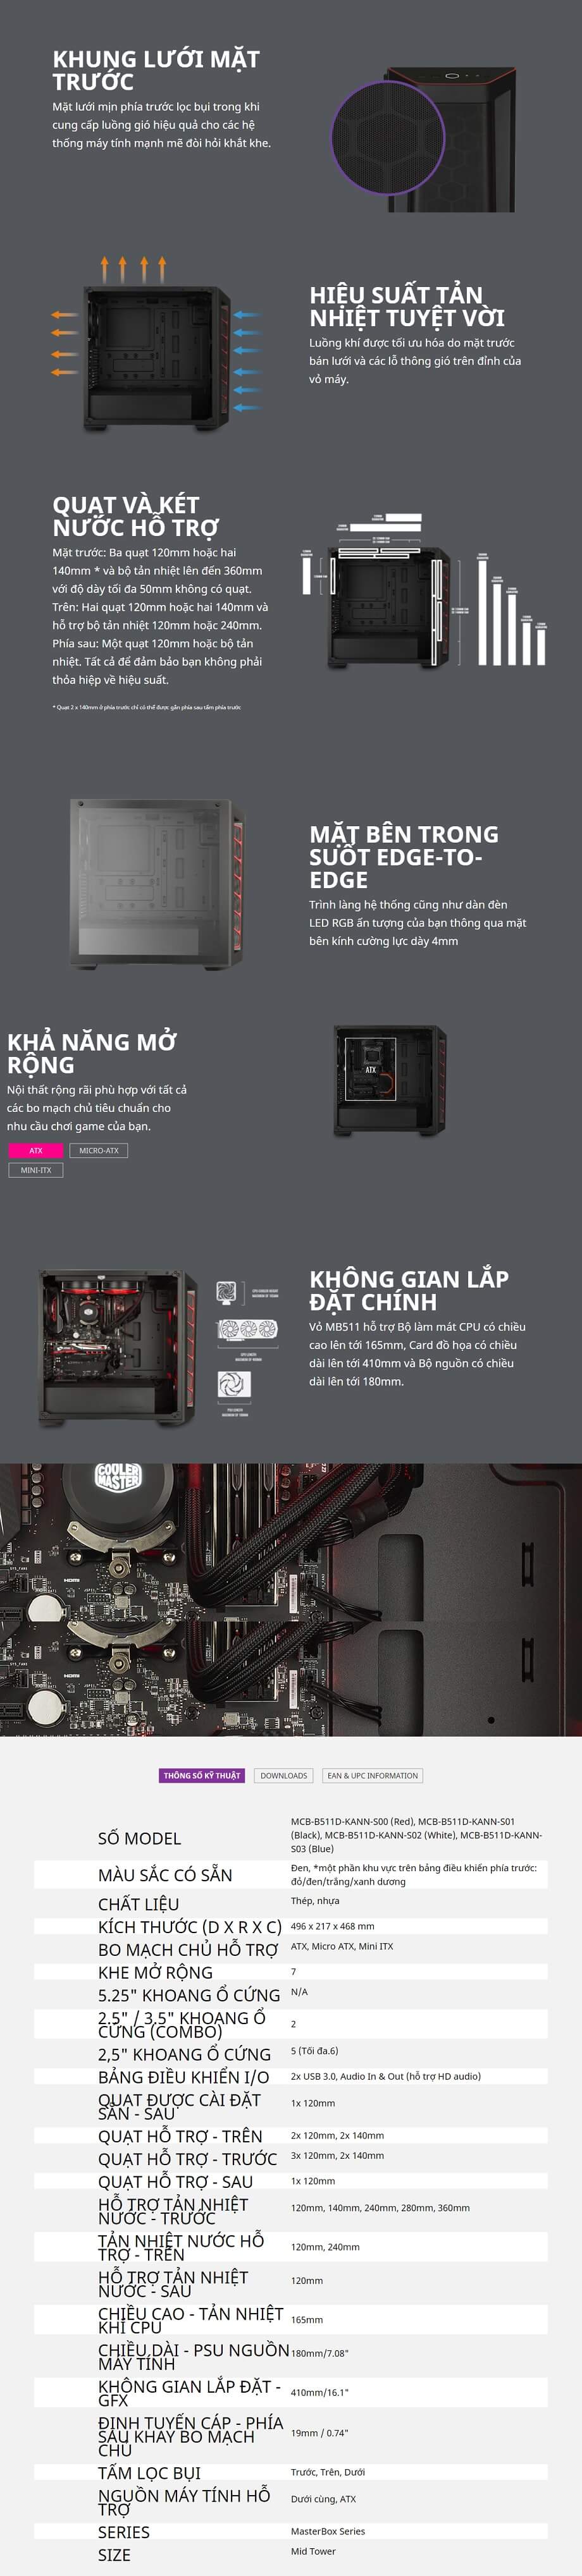 KHUNG LƯỚI MẶT
TRƯỚC
Mặt lưới mịn phía trước lọc bụi trong khi
cung cấp luồng gió hiệu quả cho các hệ
thống máy tính mạnh mẽ đòi hỏi khắt khe.
HIỆU SUẤT TẢN
NHIỆT TUYỆT VỜI
Luồng khí được tối ưu hóa do mặt trước
bán lưới và các lỗ thông gió trên đỉnh của
vỏ máy.
QUẠT VÀ KÉT
NƯỚC HỖ TRỢ
Mặt trước: Ba quạt 120mm hoặc hai
140mm * và bộ tản nhiệt lên đến 360mm
với độ dày tối đa 50mm không có quạt.
Trên: Hai quạt 120mm hoặc hai 140mm và
hỗ trợ bộ tản nhiệt 120mm hoặc 240mm.
Phía sau: Một quạt 120mm hoặc bộ tản
nhiệt. Tất cả để đảm bảo bạn không phải
thỏa hiệp về hiệu suất.
* Quạt 2 x 140mm ở phía trước chỉ có thể được gắn phía sau tấm phía trước
MẶT BÊN TRONG
SUỐT EDGE-TO-
EDGE
Trình làng hệ thống cũng như dàn đèn
LED RGB ấn tượng của bạn thông qua mặt
bên kính cường lực dày 4mm
KHẢ NĂNG MỞ
RỘNG
Nội thất rộng rãi phù hợp với tất cả
các bo mạch chủ tiêu chuẩn cho
nhu cầu chơi game của bạn.
ATX
MICRO-ATX
MINI-ITX
ATX
KHÔNG GIAN LẮP
ĐẶT CHÍNH
Vỏ MB511 hỗ trợ Bộ làm mát CPU có chiều
cao lên tới 165mm, Card đồ họa có chiều
dài lên tới 410mm và Bộ nguồn có chiều
dài lên tới 180mm.
COOLER
MASTER
HDMI
HDMI
THÔNG SỐ KỸ THUẬT
DOWNLOADS
EAN & UPC INFORMATION
SỐ MODEL
MCB-B511D-KANN-S00 (Red), MCB-B511D-KANN-S01
(Black), MCB-B511D-KANN-S02 (White), MCB-B511D-KANN-
S03 (Blue)
MÀU SẮC CÓ SẴN
Đen, *một phần khu vực trên bảng điều khiển phía trước:
đỏ/đen/trắng/xanh dương
CHẤT LIỆU
Thép, nhựa
KÍCH THƯỚC (D X R X C)
496 x 217 x 468 mm
BO MẠCH CHỦ HỖ TRỢ
ATX, Micro ATX, Mini ITX
KHE MỞ RỘNG
7
5.25" KHOANG Ổ CỨNG
N/A
2.5" / 3.5" KHOANG Ổ
CỨNG (COMBO)
2
2,5" KHOANG Ổ CỨNG
5 (Tối đa.6)
BẢNG ĐIỀU KHIỂN I/O
2x USB 3.0, Audio In & Out (hỗ trợ HD audio)
QUẠT ĐƯỢC CÀI ĐẶT
SẴN - SAU
1x 120mm
QUẠT HỖ TRỢ - TRÊN
2x 120mm, 2x 140mm
QUẠT HỖ TRỢ - TRƯỚC
3x 120mm, 2x 140mm
QUẠT HỖ TRỢ - SAU
1x 120mm
HỖ TRỢ TẢN NHIỆT
NƯỚC - TRƯỚC
120mm, 140mm, 240mm, 280mm, 360mm
TẢN NHIỆT NƯỚC HỖ
TRỢ - TRÊN
120mm, 240mm
HỖ TRỢ TẢN NHIỆT
NƯỚC - SAU
120mm
CHIỀU CAO - TẢN NHIỆT
KHÍ CPU
165mm
CHIỀU DÀI - PSU NGUỒN
MÁY TÍNH
180mm/7.08"
KHÔNG GIAN LẮP ĐẶT -
GFX
410mm/16.1"
ĐỊNH TUYẾN CÁP - PHÍA
SAU KHAY BO MẠCH
CHỦ
19mm / 0.74"
TẤM LỌC BỤI
Trước, Trên, Dưới
NGUỒN MÁY TÍNH HỖ
TRỢ
Dưới cùng, ATX
SERIES
MasterBox Series
SIZE
Mid Tower